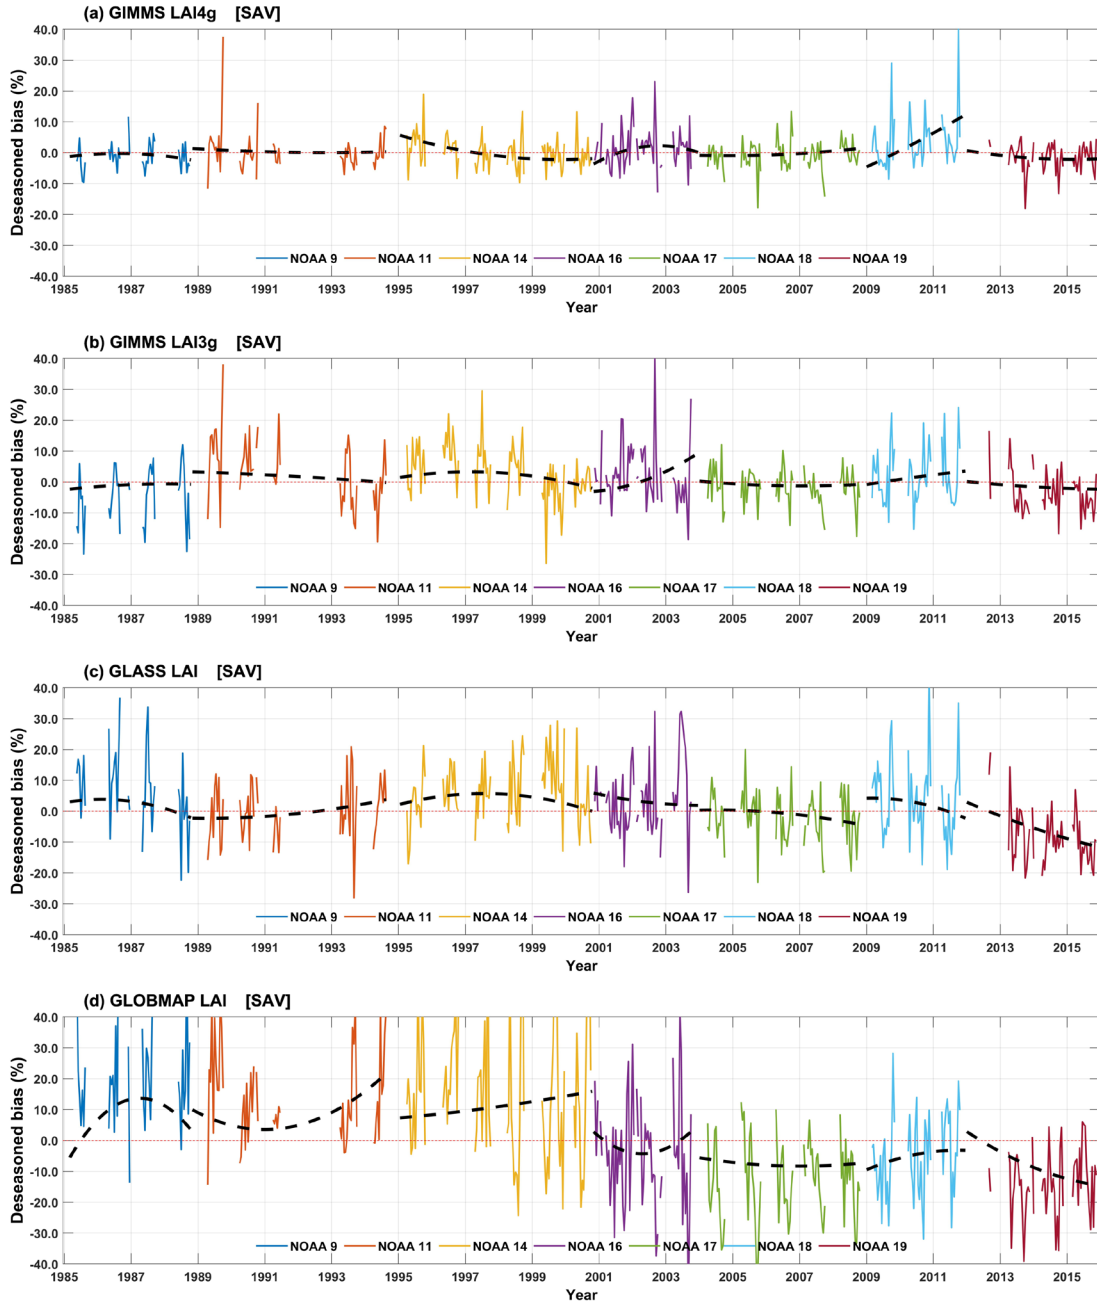 (a) GIMMS LAI4g [SAV]
Deseasoned bias (%)
40.0
30.0
20.0
10.0
0.0
-10.0
-20.0
-30.0
-40.0
NOAA 9 NOAA 11 NOAA 14 NOAA 16 NOAA 17 NOAA 18 NOAA 19
1985 1987 1989 1991 1993 1995 1997 1999 2001 2003 2005 2007 2009 2011 2013 2015
Year
(b) GIMMS LAI3g [SAV]
Deseasoned bias (%)
40.0
30.0
20.0
10.0
0.0
-10.0
-20.0
-30.0
-40.0
NOAA 9 NOAA 11 NOAA 14 NOAA 16 NOAA 17 NOAA 18 NOAA 19
1985 1987 1989 1991 1993 1995 1997 1999 2001 2003 2005 2007 2009 2011 2013 2015
Year
(c) GLASS LAI [SAV]
Deseasoned bias (%)
40.0
30.0
20.0
10.0
0.0
-10.0
-20.0
-30.0
-40.0
NOAA 9 NOAA 11 NOAA 14 NOAA 16 NOAA 17 NOAA 18 NOAA 19
1985 1987 1989 1991 1993 1995 1997 1999 2001 2003 2005 2007 2009 2011 2013 2015
Year
(d) GLOBMAP LAI [SAV]
Deseasoned bias (%)
40.0
30.0
20.0
10.0
0.0
-10.0
-20.0
-30.0
-40.0
NOAA 9 NOAA 11 NOAA 14 NOAA 16 NOAA 17 NOAA 18 NOAA 19
1985 1987 1989 1991 1993 1995 1997 1999 2001 2003 2005 2007 2009 2011 2013 2015
Year